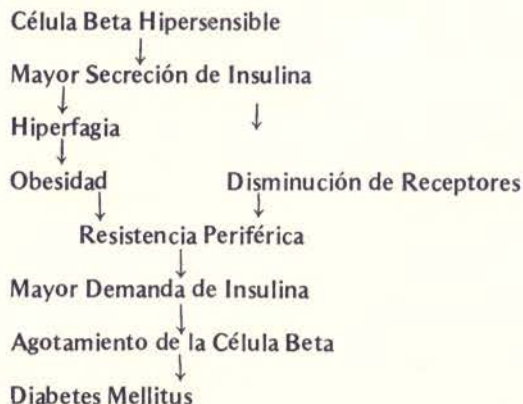 Célula Beta Hipersensible
Mayor Secreción de Insulina
Hiperfagia
Obesidad Disminución de Receptores
Resistencia Periférica
Mayor Demanda de Insulina
Agotamiento de la Célula Beta
Diabetes Mellitus